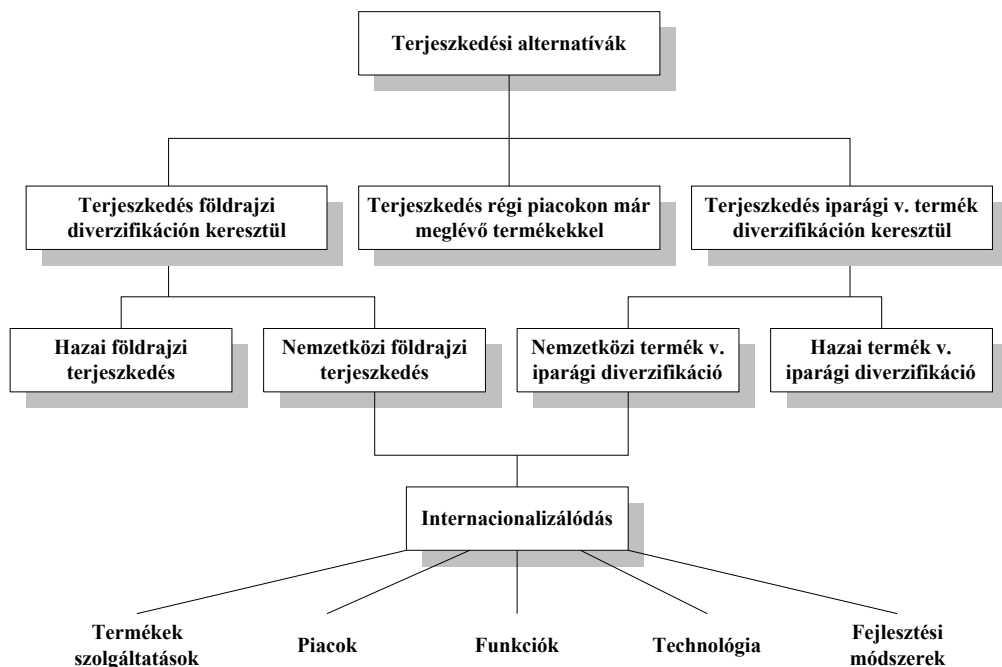 Terjeszkedési alternatívák
Terjeszkedés földrajzi
diverzifikáción keresztül
Terjeszkedés régi piacokon már
meglévő termékekkel
Terjeszkedés iparági v. termék
diverzifikáción keresztül
Hazai földrajzi
terjeszkedés
Nemzetközi földrajzi
terjeszkedés
Nemzetközi termék v.
iparági diverzifikáció
Hazai termék v.
iparági diverzifikáció
Internacionalizálódás
Termékek
szolgáltatások
Piacok
Funkciók
Technológia
Fejlesztési
módszerek